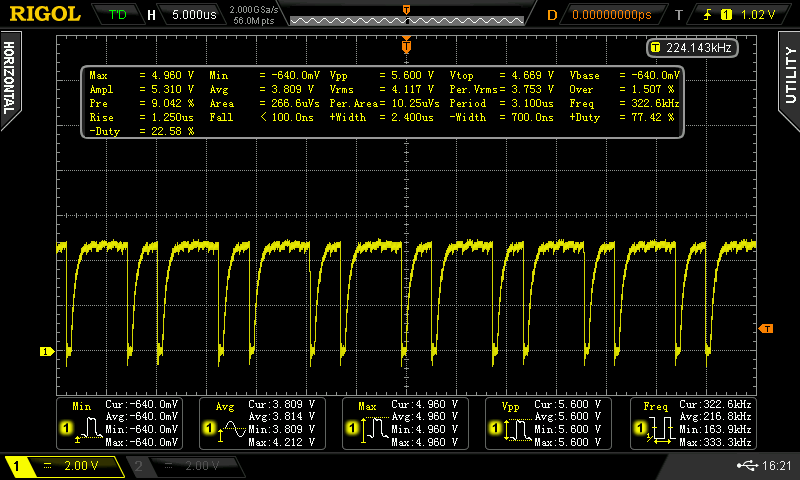 RIGOL T'D H 5.000us 2.000GSa/s 56.0M pts T D 0.00000000ps T 1 1.02 V
HORIZONTAL
UTILITY
T
T 224.143kHz
Max = 4.960 V Min = -640.0mV Vpp = 5.600 V Vtop = 4.669 V Vbase = -640.0mV
Ampl = 5.310 V Avg = 3.809 V Vrms = 4.117 V Per.Vrms= 3.753 V Over = 1.507 %
Pre = 9.042 % Area = 266.6uVs Per.Area= 10.25uVs Period = 3.100us Freq = 322.6kHz
Rise = 1.250us Fall < 100.0ns +Width = 2.400us -Width = 700.0ns +Duty = 77.42 %
-Duty = 22.58 %
T
1
Min Cur:-640.0mV Avg Cur:3.809 V Max Cur:4.960 V Vpp Cur:5.600 V Freq Cur:322.6kHz
Avg:-640.0mV Avg:3.814 V Avg:4.960 V Avg:5.600 V Avg:216.8kHz
1 Min:-640.0mV 1 Min:3.809 V 1 Min:4.960 V 1 Min:5.600 V 1 Min:163.9kHz
Max:-640.0mV Max:4.212 V Max:4.960 V Max:5.600 V Max:333.3kHz
1 = 2.00 V 2 = 2.00 V 16:21